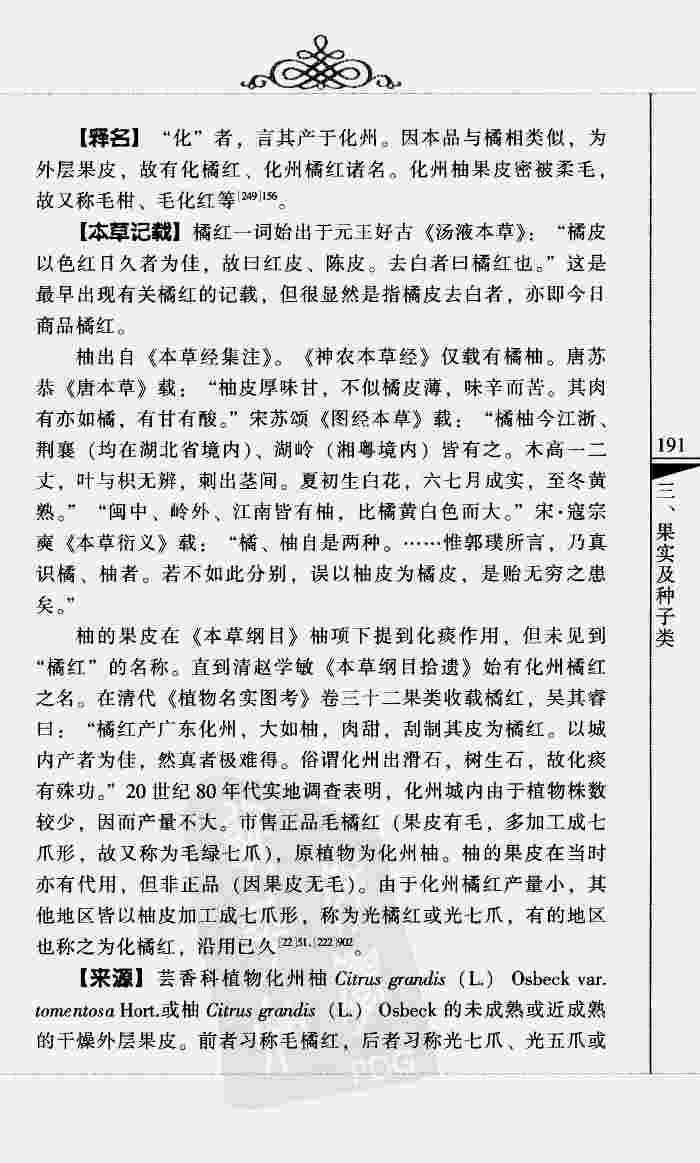 【释名】 “化”者，言其产于化州。因本品与橘相类似，为
外层果皮，故有化橘红、化州橘红诸名。化州柚果皮密被柔毛，
故又称毛柑、毛化红等[249]156。
【本草记载】橘红一词始出于元王好古《汤液本草》：“橘皮
以色红日久者为佳，故曰红皮、陈皮。去白者曰橘红也。”这是
最早出现有关橘红的记载，但很显然是指橘皮去白者，亦即今日
商品橘红。
柚出自《本草经集注》。《神农本草经》仅载有橘柚。唐苏
恭《唐本草》载：“柚皮厚味甘，不似橘皮薄，味辛而苦。其肉
有亦如橘，有甘有酸。”宋苏颂《图经本草》载：“橘柚今江浙、
荆襄（均在湖北省境内）、湖岭（湘粤境内）皆有之。木高一二
丈，叶与枳无辨，刺出茎间。夏初生白花，六七月成实，至冬黄
熟。”“闽中、岭外、江南皆有柚，比橘黄白色而大。”宋·寇宗
奭《本草衍义》载：“橘、柚自是两种。……惟郭璞所言，乃真
识橘、柚者。若不如此分别，误以柚皮为橘皮，是贻无穷之患
矣。”
柚的果皮在《本草纲目》柚项下提到化痰作用，但未见到
“橘红”的名称。直到清赵学敏《本草纲目拾遗》始有化州橘红
之名。在清代《植物名实图考》卷三十二果类收载橘红，吴其睿
曰：“橘红产广东化州，大如柚，肉甜，刮制其皮为橘红。以城
内产者为佳，然真者极难得。俗谓化州出滑石，树生石，故化痰
有殊功。”20世纪80年代实地调查表明，化州城内由于植物株数
较少，因而产量不大。市售正品毛橘红（果皮有毛，多加工成七
爪形，故又称为毛绿七爪），原植物为化州柚。柚的果皮在当时
亦有代用，但非正品（因果皮无毛）。由于化州橘红产量小，其
他地区皆以柚皮加工成七爪形，称为光橘红或光七爪，有的地区
也称之为化橘红，沿用已久[22]51,[222]902。
【来源】芸香科植物化州柚 Citrus grandis（L.） Osbeck var.
tomentosa Hort.或柚 Citrus grandis（L.） Osbeck 的未成熟或近成熟
的干燥外层果皮。前者习称毛橘红，后者习称光七爪、光五爪或
191
三、果实及种子类
PDG